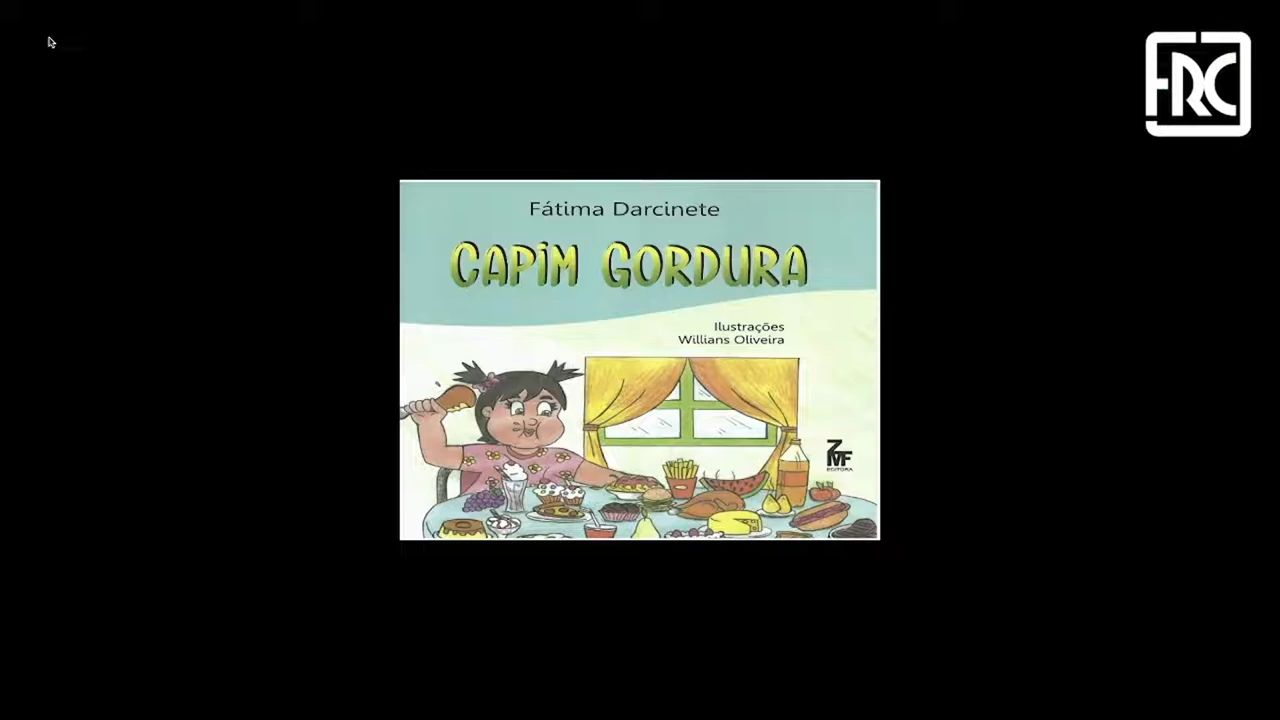 FRC
Fátima Darcinete
CAPiM GORDURA
Ilustrações
Willians Oliveira
ZMF
EDITORA